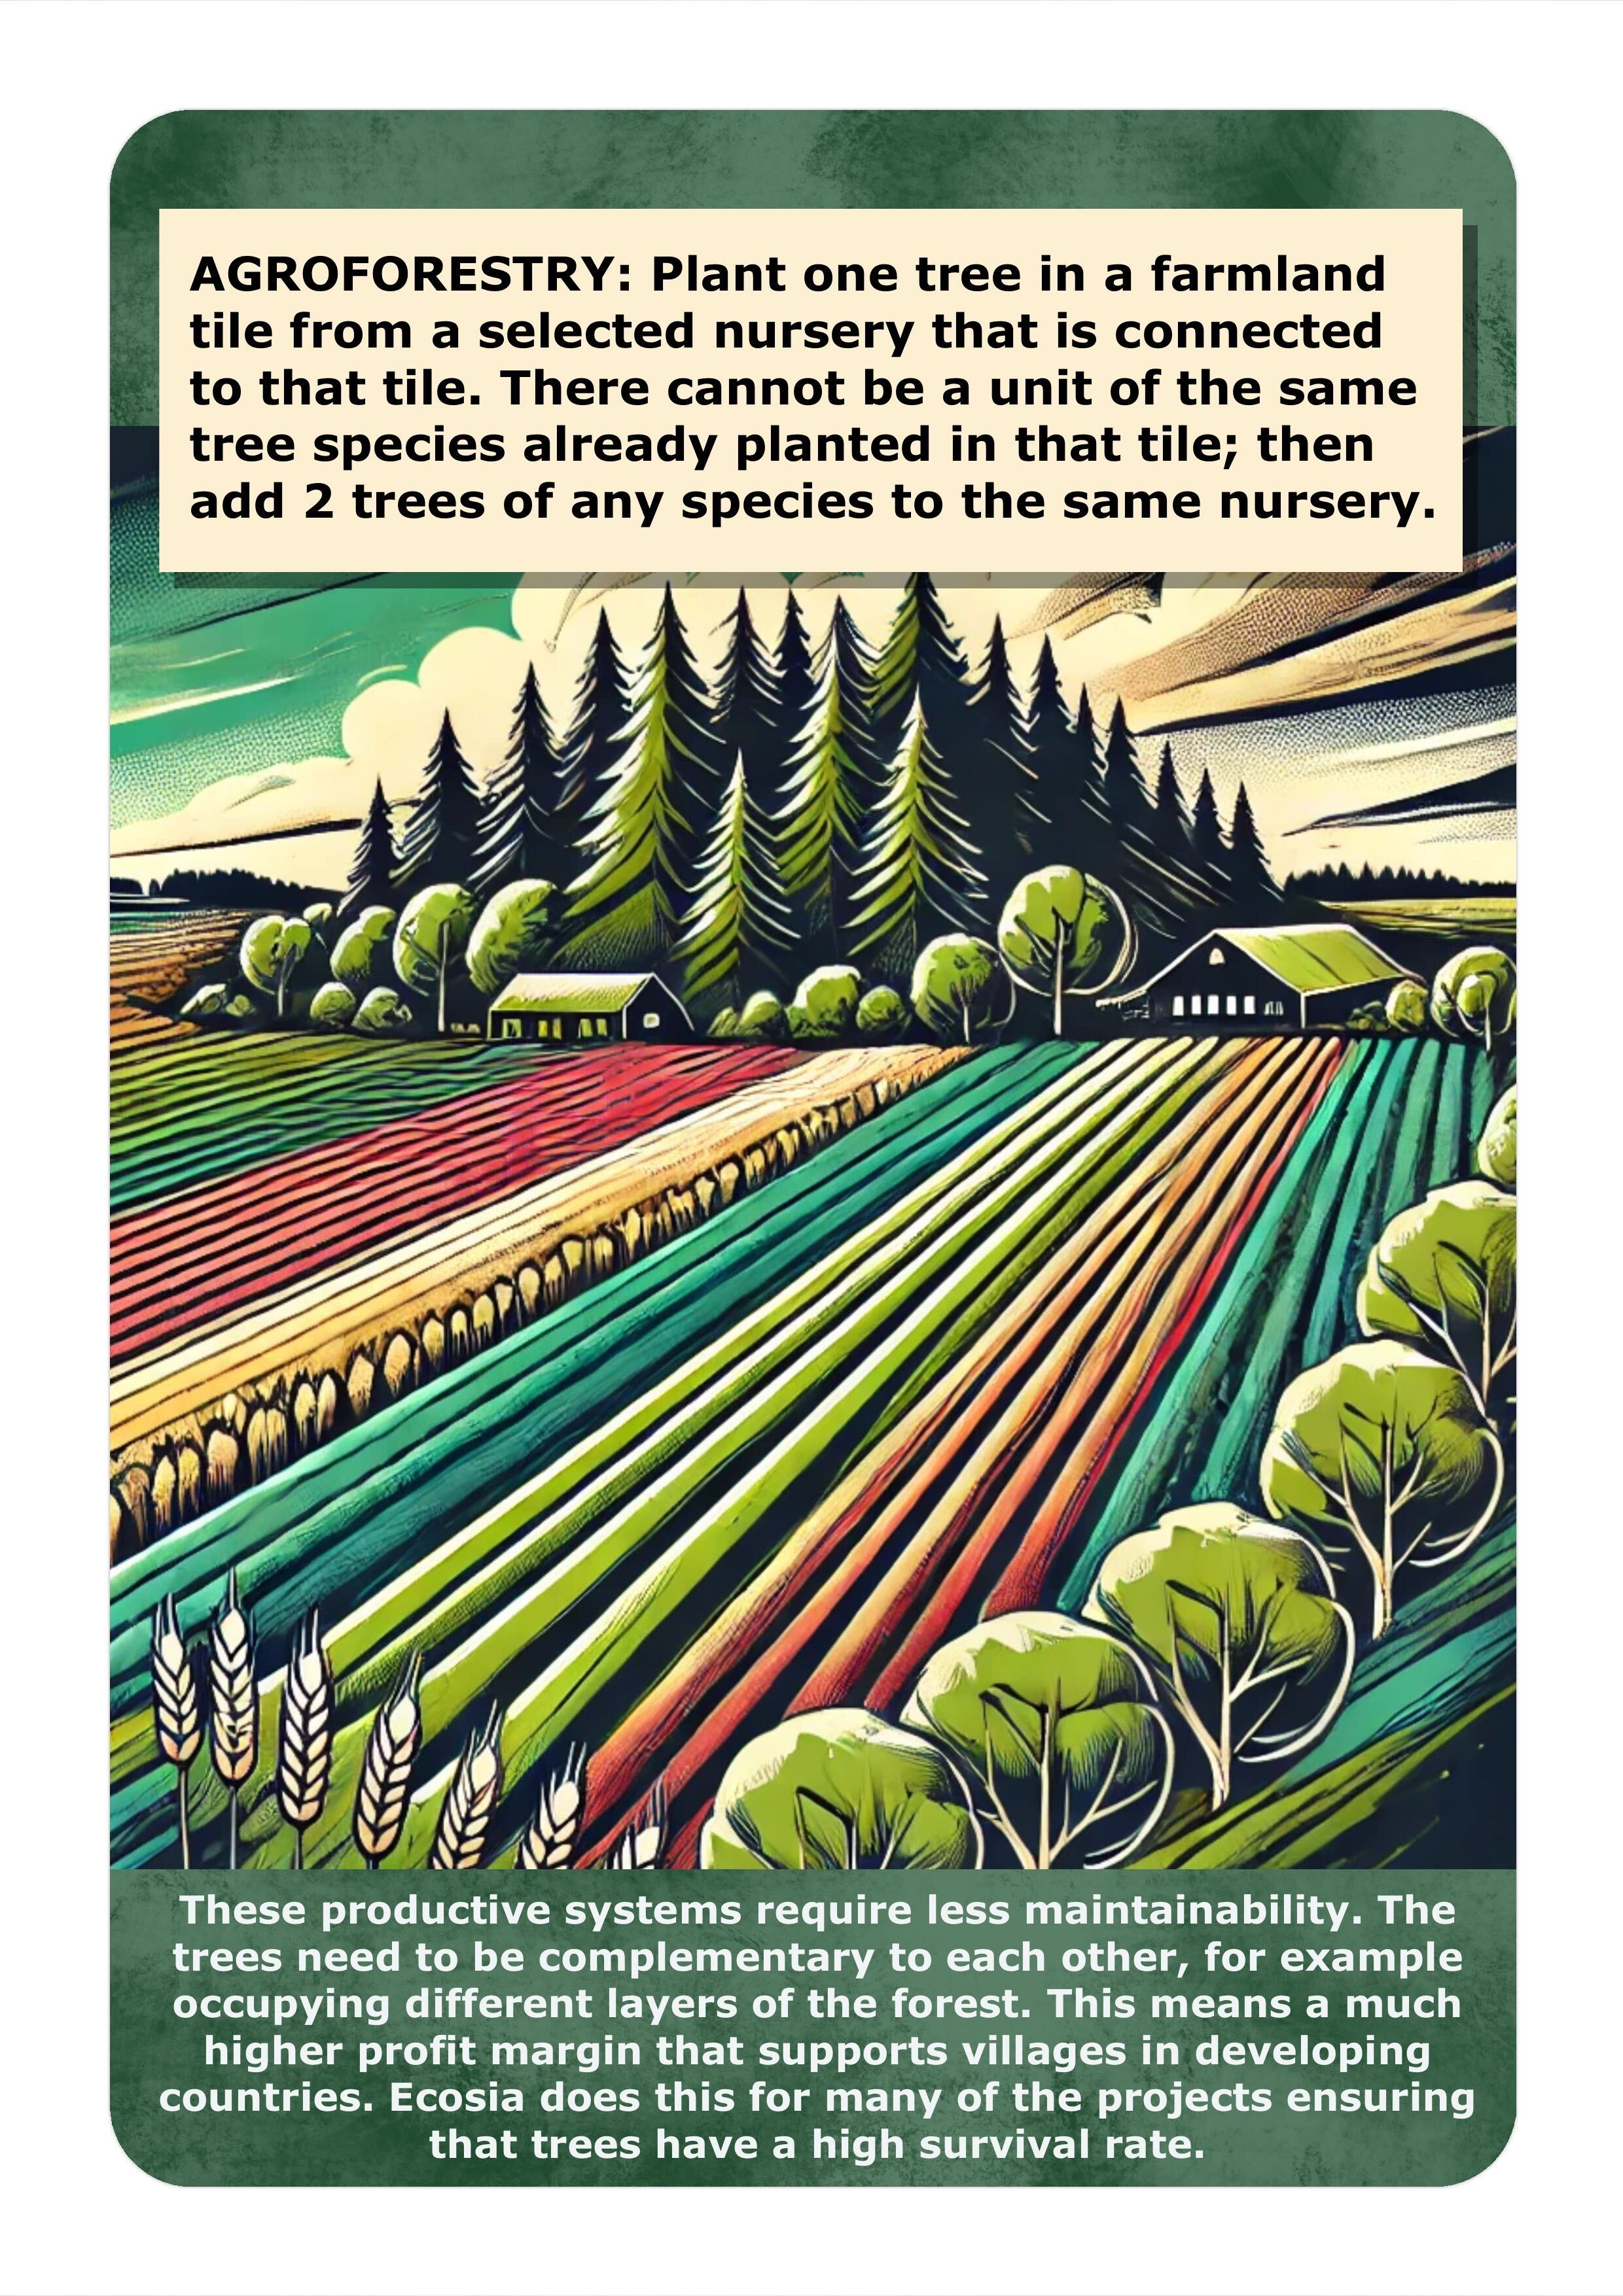 AGROFORESTRY: Plant one tree in a farmland
tile from a selected nursery that is connected
to that tile. There cannot be a unit of the same
tree species already planted in that tile; then
add 2 trees of any species to the same nursery.
These productive systems require less maintainability. The
trees need to be complementary to each other, for example
occupying different layers of the forest. This means a much
higher profit margin that supports villages in developing
countries. Ecosia does this for many of the projects ensuring
that trees have a high survival rate.